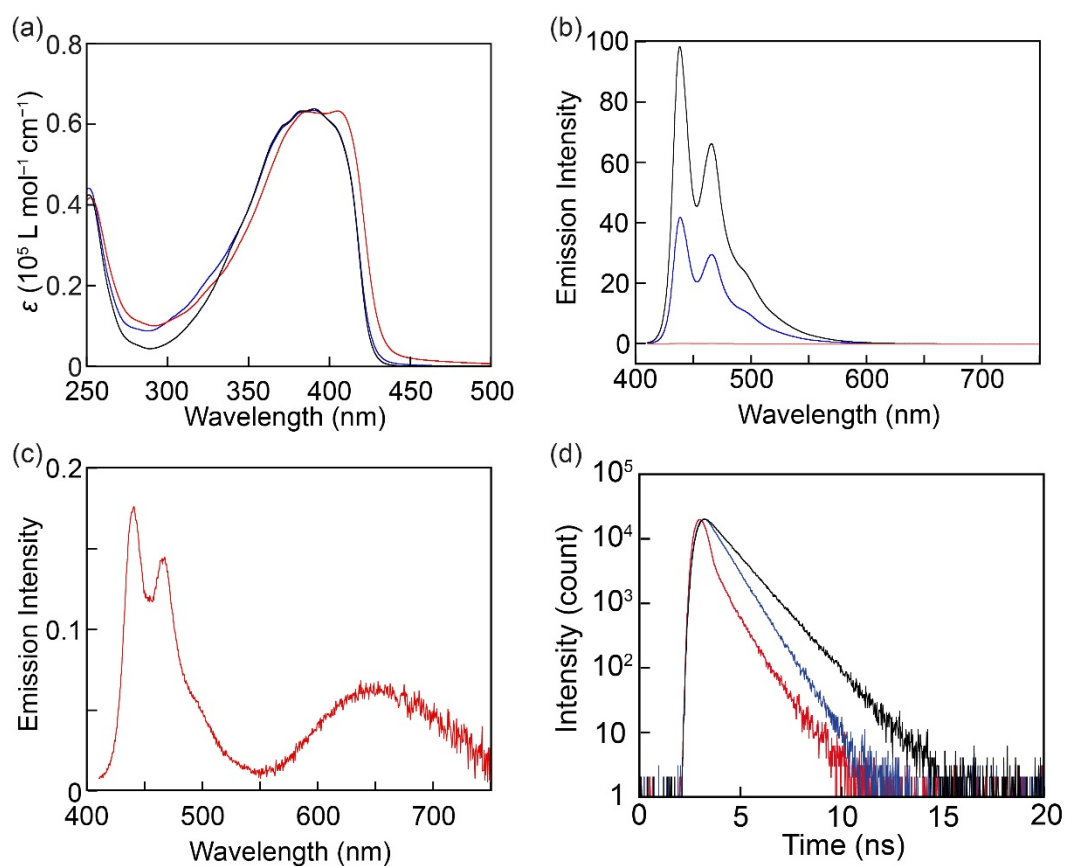 (a)
0.8
0.6
0.4
0.2
0
ε (10⁵ L mol⁻¹ cm⁻¹)
250 300 350 400 450 500
Wavelength (nm)
(b)
100
80
60
40
20
0
Emission Intensity
400 500 600 700
Wavelength (nm)
(c)
0.2
0.1
0
Emission Intensity
400 500 600 700
Wavelength (nm)
(d)
10⁵
10⁴
10³
10²
10
1
Intensity (count)
0 5 10 15 20
Time (ns)